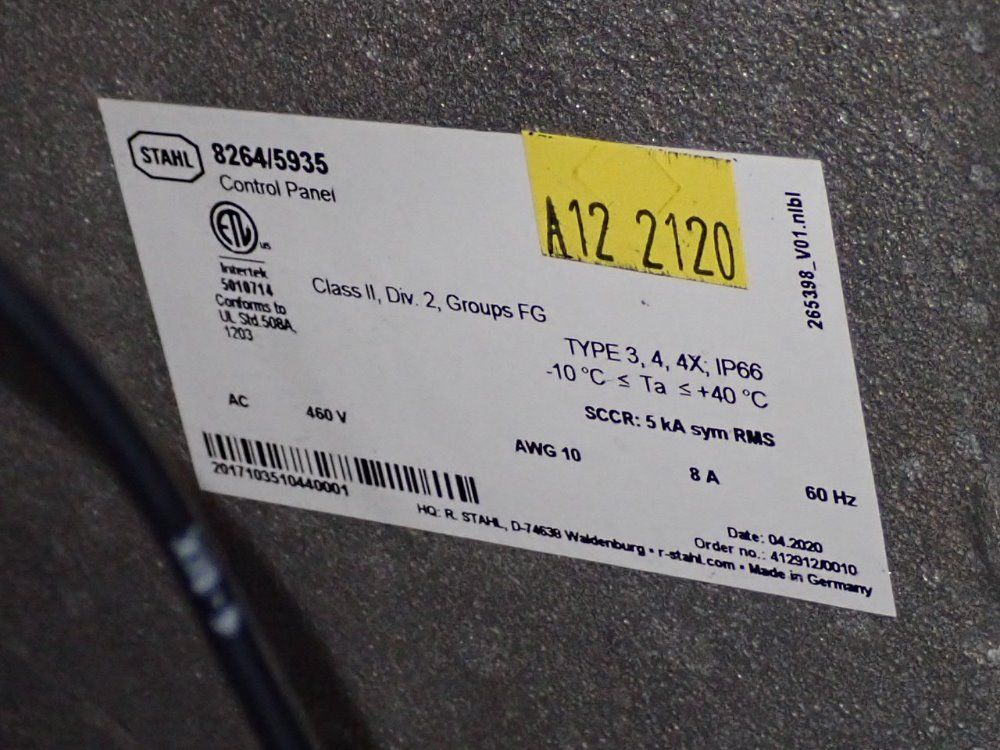 STAHL 8264/5935
Control Panel
A12 2120
265398_V01.nlbl
ETL us
Intertek
5010714
Conforms to
UL Std.508A,
1203
Class II, Div. 2, Groups FG
TYPE 3, 4, 4X; IP66
-10 °C ≤ Ta ≤ +40 °C
SCCR: 5 kA sym RMS
AC 460 V AWG 10 8 A 60 Hz
2017103510440001
Date: 04.2020
Order no.: 412912/0010
HQ: R. STAHL, D-74638 Waldenburg • r-stahl.com • Made in Germany